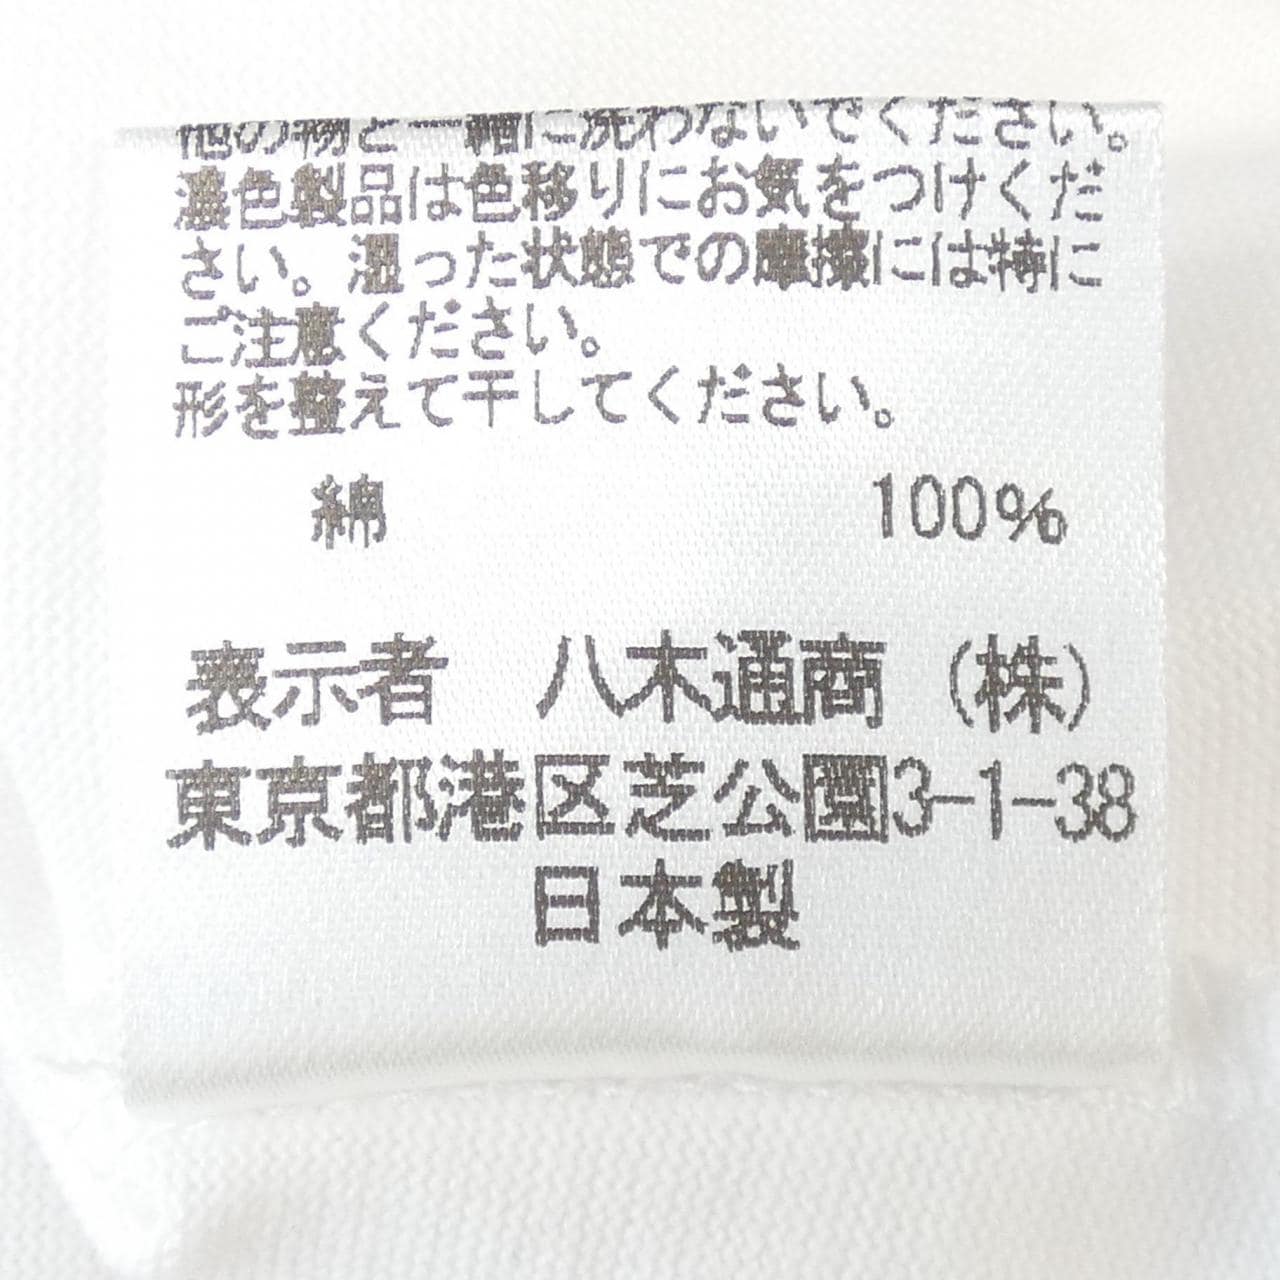 他の物と一緒に洗わないでください。
濃色製品は色移りにお気をつけくだ
さい。湿った状態での摩擦には特に
ご注意ください。
形を整えて干してください。
綿 100%
表示者 八木通商(株)
東京都港区芝公園3-1-38
日本製